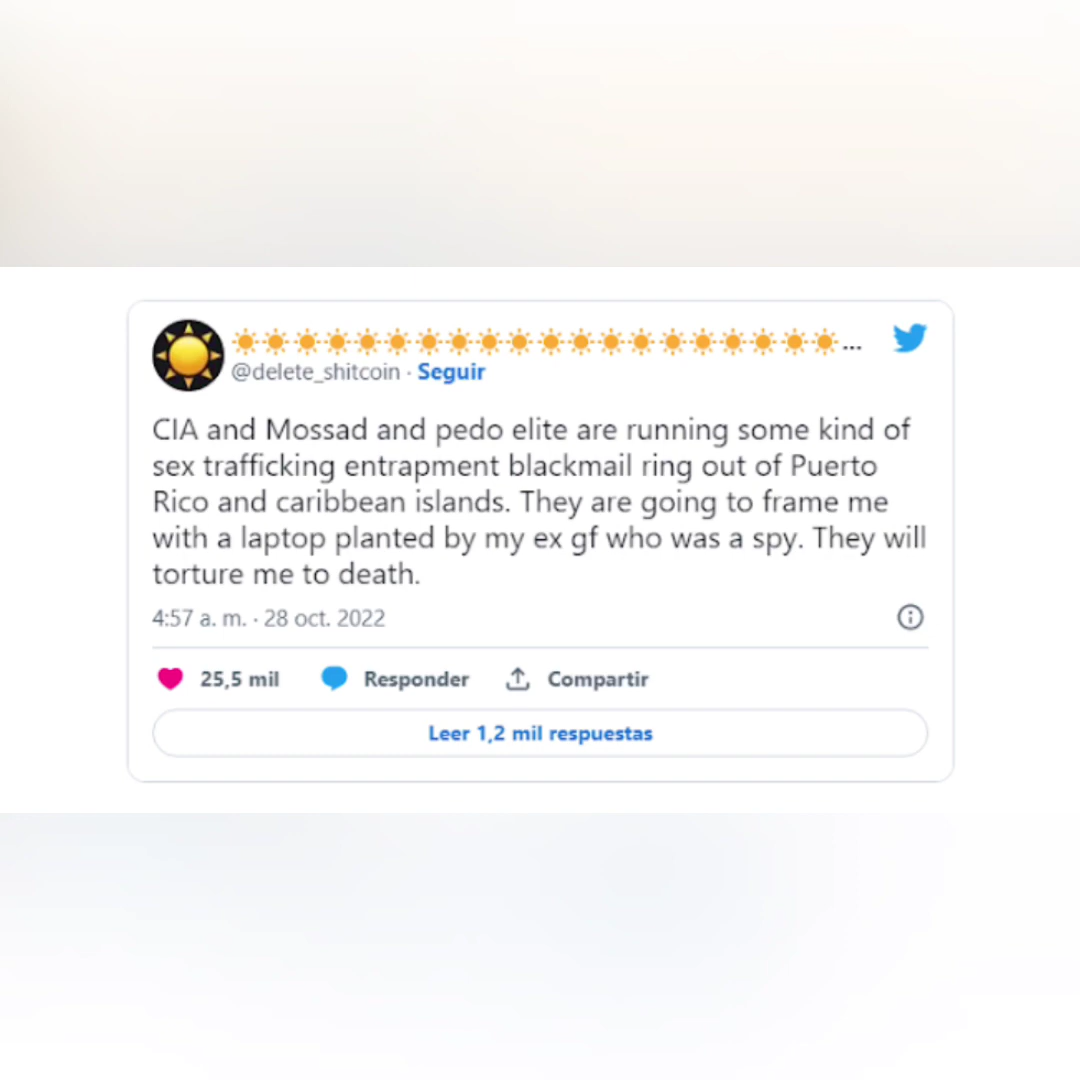 ☀☀☀☀☀☀☀☀☀☀☀☀☀☀☀☀☀☀☀☀...
@delete_shitcoin · Seguir
CIA and Mossad and pedo elite are running some kind of
sex trafficking entrapment blackmail ring out of Puerto
Rico and caribbean islands. They are going to frame me
with a laptop planted by my ex gf who was a spy. They will
torture me to death.
4:57 a. m. · 28 oct. 2022
25,5 mil Responder Compartir
Leer 1,2 mil respuestas